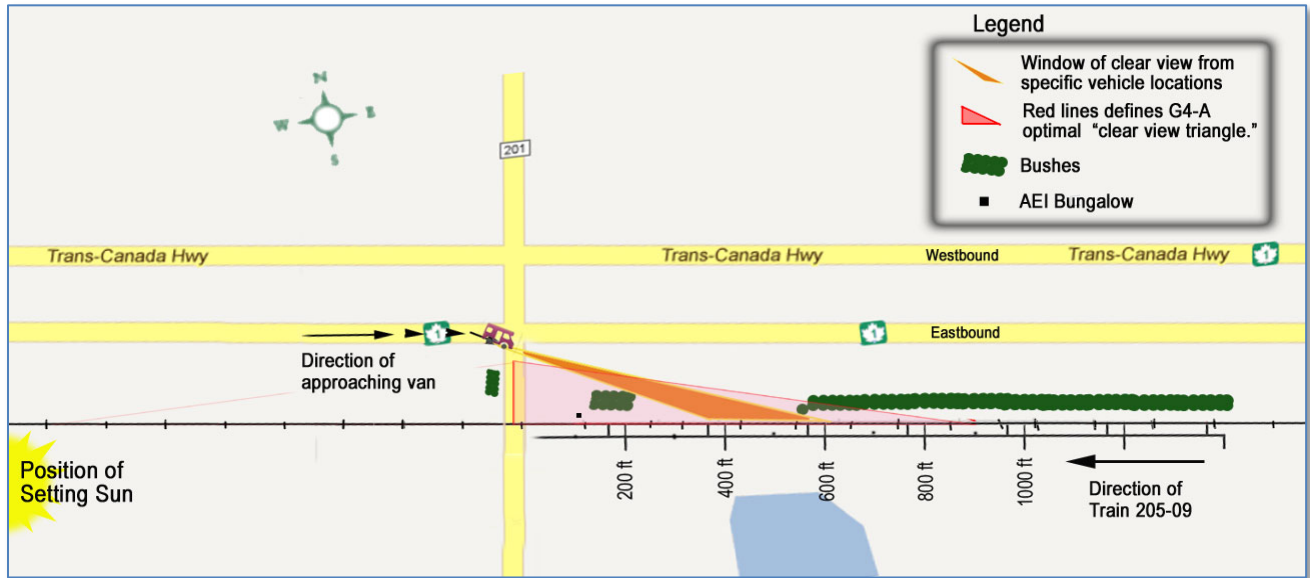 Legend
Window of clear view from
specific vehicle locations
Red lines defines G4-A
optimal "clear view triangle."
Bushes
AEI Bungalow
N
W E
S
201
Trans-Canada Hwy Trans-Canada Hwy Westbound Trans-Canada Hwy 1
1 1 Eastbound
Direction of
approaching van
Position of
Setting Sun
200 ft
400 ft
600 ft
800 ft
1000 ft
Direction of
Train 205-09